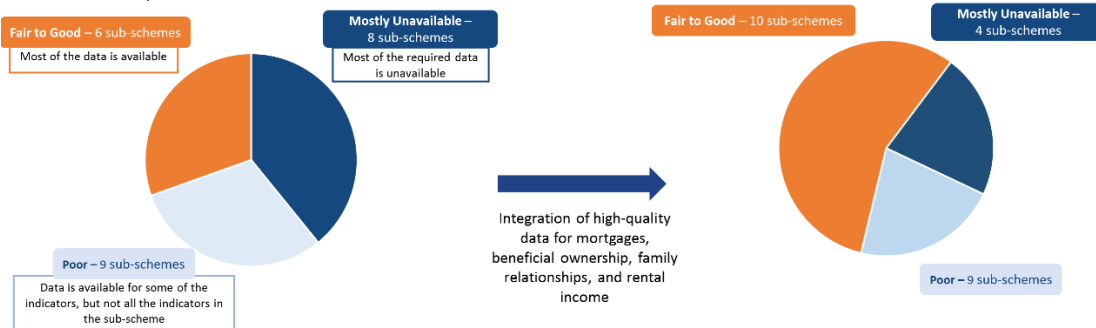 Fair to Good – 6 sub-schemes
Most of the data is available
Mostly Unavailable –
8 sub-schemes
Most of the required data
is unavailable
Poor – 9 sub-schemes
Data is available for some of the
indicators, but not all the indicators in
the sub-scheme
Integration of high-quality
data for mortgages,
beneficial ownership, family
relationships, and rental
income
Fair to Good – 10 sub-schemes
Mostly Unavailable –
4 sub-schemes
Poor – 9 sub-schemes